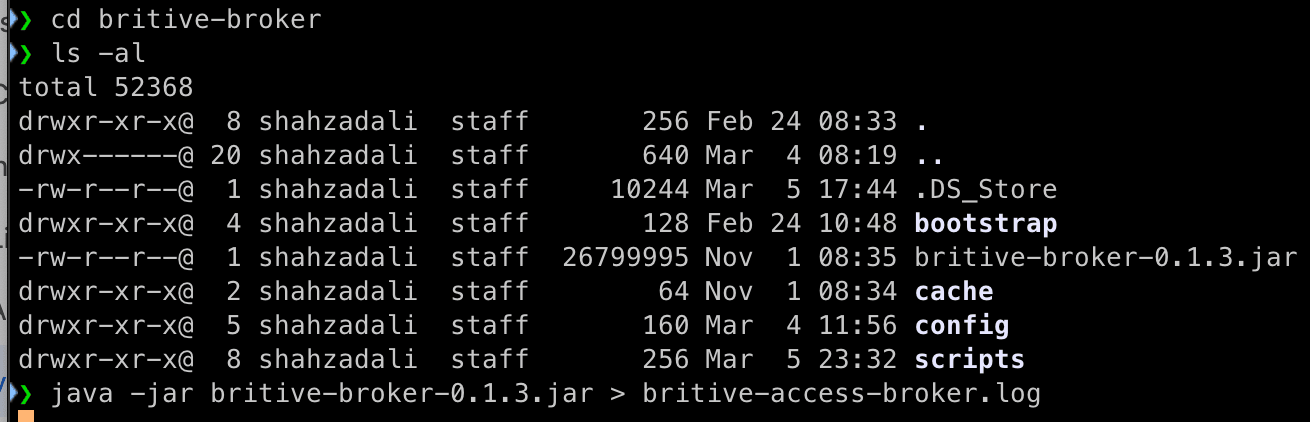 ❯ cd britive-broker
❯ ls -al
total 52368
drwxr-xr-x@  8 shahzadali  staff       256 Feb 24 08:33 .
drwx------@ 20 shahzadali  staff       640 Mar  4 08:19 ..
-rw-r--r--@  1 shahzadali  staff     10244 Mar  5 17:44 .DS_Store
drwxr-xr-x@  4 shahzadali  staff       128 Feb 24 10:48 bootstrap
-rw-r--r--@  1 shahzadali  staff  26799995 Nov  1 08:35 britive-broker-0.1.3.jar
drwxr-xr-x@  2 shahzadali  staff        64 Nov  1 08:34 cache
drwxr-xr-x@  5 shahzadali  staff       160 Mar  4 11:56 config
drwxr-xr-x@  8 shahzadali  staff       256 Mar  5 23:32 scripts
❯ java -jar britive-broker-0.1.3.jar > britive-access-broker.log